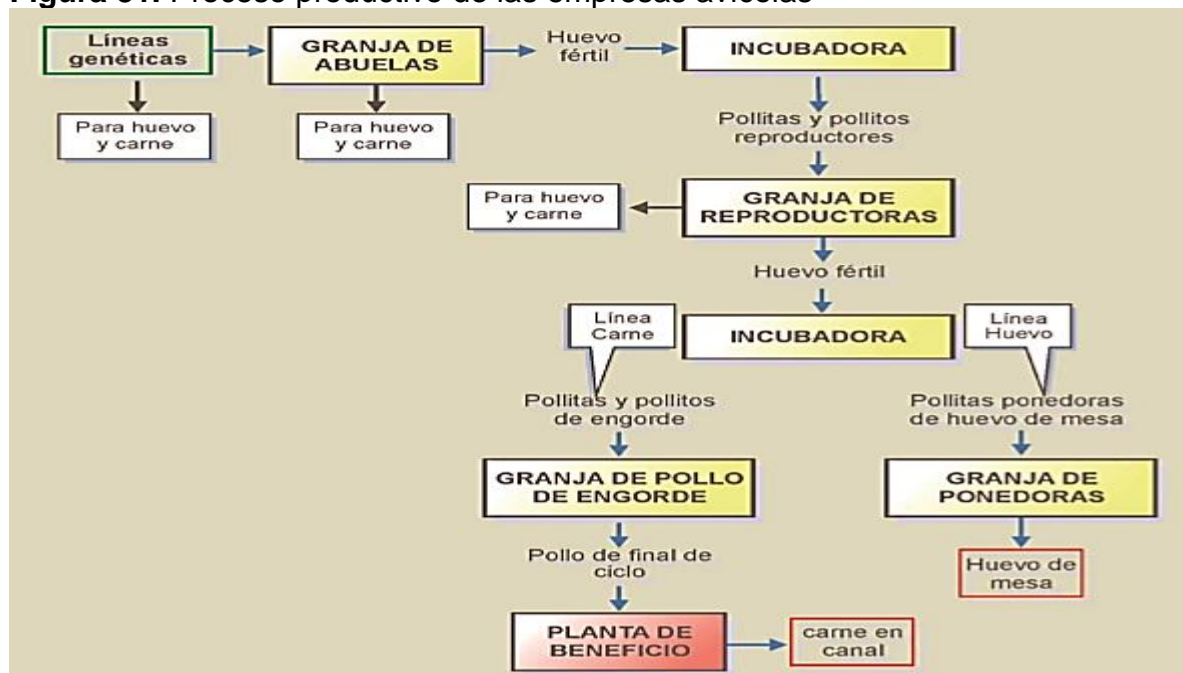 Figura 31. Proceso productivo de las empresas avícolas
Líneas
genéticas
GRANJA DE
ABUELAS
Huevo
fértil
INCUBADORA
Para huevo
y carne
Para huevo
y carne
Pollitas y pollitos
reproductores
Para huevo
y carne
GRANJA DE
REPRODUCTORAS
Huevo fértil
Línea
Carne
INCUBADORA
Línea
Huevo
Pollitas y pollitos
de engorde
Pollitas ponedoras
de huevo de mesa
GRANJA DE POLLO
DE ENGORDE
GRANJA DE
PONEDORAS
Pollo de final de
ciclo
Huevo de
mesa
PLANTA DE
BENEFICIO
carne en
canal